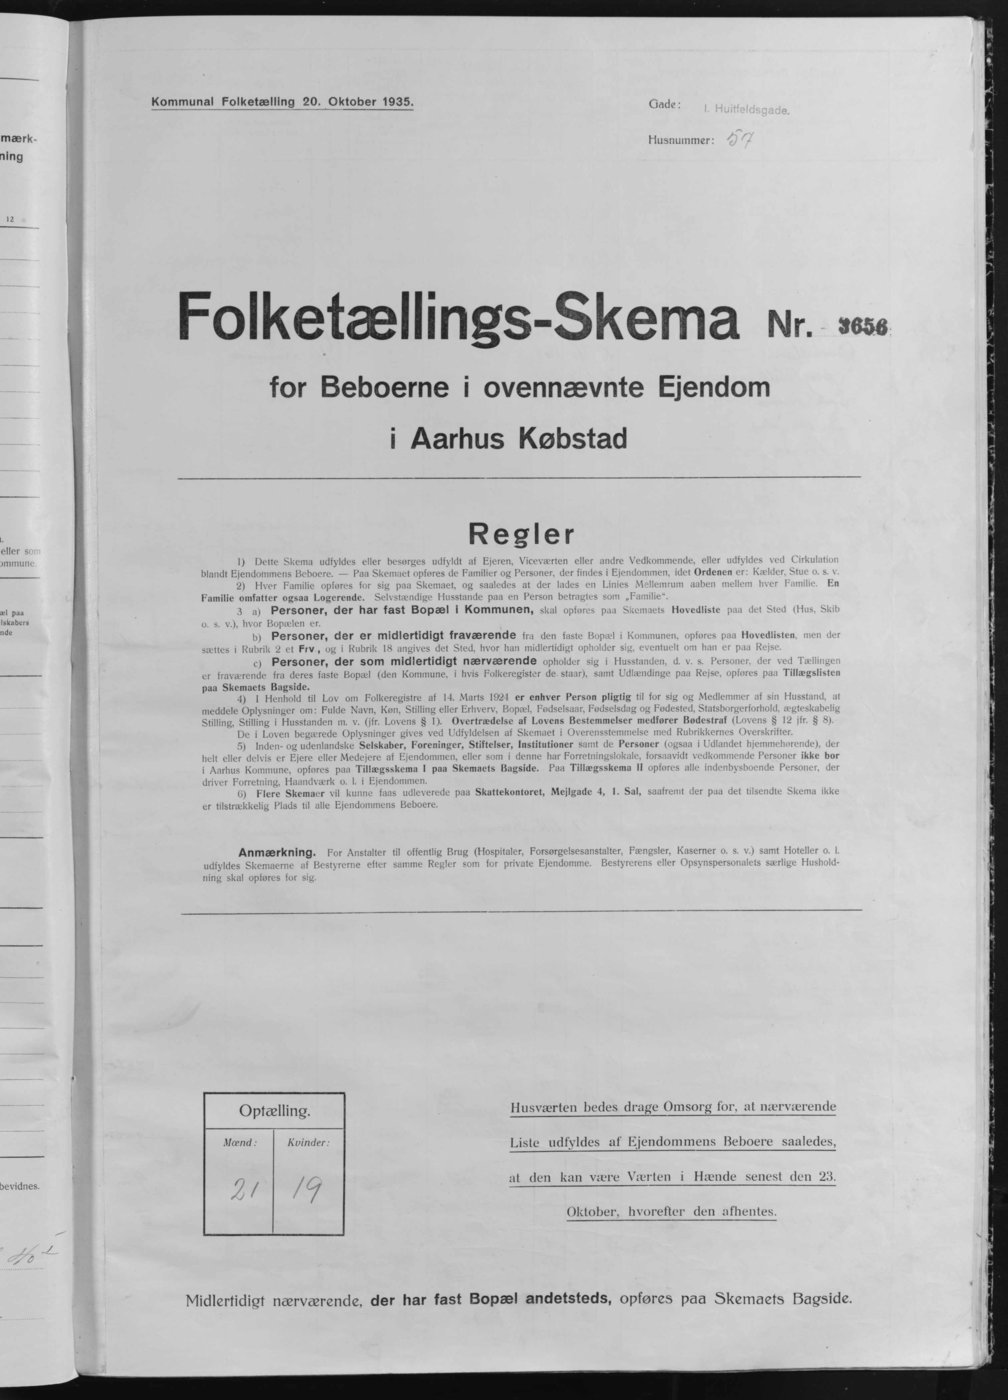 Kommunal Folketælling 20. Oktober 1935.
Gade: I. Huitfeldsgade.
Husnummer: 57
Folketællings-Skema Nr. 3656
for Beboerne i ovennævnte Ejendom
i Aarhus Købstad
Regler
1) Dette Skema udfyldes eller besørges udfyldt af Ejeren, Viceværten eller andre Vedkommende, eller udfyldes ved Cirkulation
blandt Ejendommens Beboere. — Paa Skemaet opføres de Familier og Personer, der findes i Ejendommen, idet Ordenen er: Kælder, Stue o. s. v.
2) Hver Familie opføres for sig paa Skemaet, og saaledes at der lades en Linies Mellemrum aaben mellem hver Familie. En
Familie omfatter ogsaa Logerende. Selvstændige Husstande paa en Person betragtes som „Familie".
3 a) Personer, der har fast Bopæl i Kommunen, skal opføres paa Skemaets Hovedliste paa det Sted (Hus, Skib
o. s. v.), hvor Bopælen er.
b) Personer, der er midlertidigt fraværende fra den faste Bopæl i Kommunen, opføres paa Hovedlisten, men der
sættes i Rubrik 2 et Frv., og i Rubrik 18 angives det Sted, hvor han midlertidigt opholder sig, eventuelt om han er paa Rejse.
c) Personer, der som midlertidigt nærværende opholder sig i Husstanden, d. v. s. Personer, der ved Tællingen
er fraværende fra deres faste Bopæl (den Kommune, i hvis Folkeregister de staar), samt Udlændinge paa Rejse, opføres paa Tillægslisten
paa Skemaets Bagside.
4) I Henhold til Lov om Folkeregistre af 14. Marts 1924 er enhver Person pligtig til for sig og Medlemmer af sin Husstand, at
meddele Oplysninger om: Fulde Navn, Køn, Stilling eller Erhverv, Bopæl, Fødselsaar, Fødselsdag og Fødested, Statsborgerforhold, ægteskabelig
Stilling, Stilling i Husstanden m. v. (jfr. Lovens § 1). Overtrædelse af Lovens Bestemmelser medfører Bødestraf (Lovens § 12 jfr. § 8).
De i Loven begærede Oplysninger gives ved Udfyldelsen af Skemaet i Overensstemmelse med Rubrikkernes Overskrifter.
5) Inden- og udenlandske Selskaber, Foreninger, Stiftelser, Institutioner samt de Personer (ogsaa i Udlandet hjemmehørende), der
helt eller delvis er Ejere eller Medejere af Ejendommen, eller som i denne har Forretningslokale, forsaavidt vedkommende Personer ikke bor
i Aarhus Kommune, opføres paa Tillægsskema I paa Skemaets Bagside. Paa Tillægsskema II opføres alle indenbysboende Personer, der
driver Forretning, Haandværk o. l. i Ejendommen.
6) Flere Skemaer vil kunne faas udleverede paa Skattekontoret, Mejlgade 4, 1. Sal, saafremt der paa det tilsendte Skema ikke
er tilstrækkelig Plads til alle Ejendommens Beboere.
Anmærkning. For Anstalter til offentlig Brug (Hospitaler, Forsørgelsesanstalter, Fængsler, Kaserner o. s. v.) samt Hoteller o. l.
udfyldes Skemaerne af Bestyrerne efter samme Regler som for private Ejendomme. Bestyrerens eller Opsynspersonalets særlige Hushold-
ning skal opføres for sig.
Optælling.
Mænd: Kvinder:
21 19
Husværten bedes drage Omsorg for, at nærværende
Liste udfyldes af Ejendommens Beboere saaledes,
at den kan være Værten i Hænde senest den 23.
Oktober, hvorefter den afhentes.
Midlertidigt nærværende, der har fast Bopæl andetsteds, opføres paa Skemaets Bagside.
mærk-
ning
12
eller som
ommune.
æl paa
lskabers
nde
bevidnes.